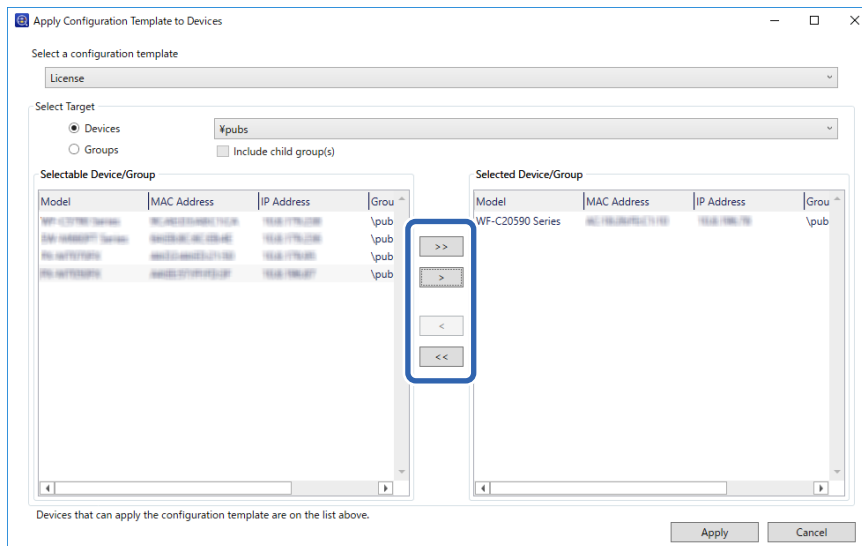 Apply Configuration Template to Devices
Select a configuration template
License
Select Target
Devices
¥pubs
Groups
Include child group(s)
Selectable Device/Group
Selected Device/Group
Model MAC Address IP Address Grou
Model MAC Address IP Address Grou
\pub
WF-C20590 Series
\pub
\pub
\pub
\pub
>>
>
<
<<
Devices that can apply the configuration template are on the list above.
Apply
Cancel